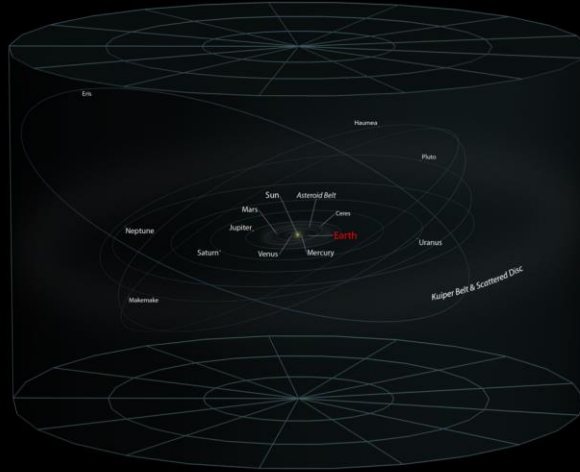 Eris
Haumea
Pluto
Sun
Asteroid Belt
Mars
Ceres
Jupiter
Neptune
Earth
Uranus
Saturn
Venus
Mercury
Kuiper Belt & Scattered Disc
Makemake